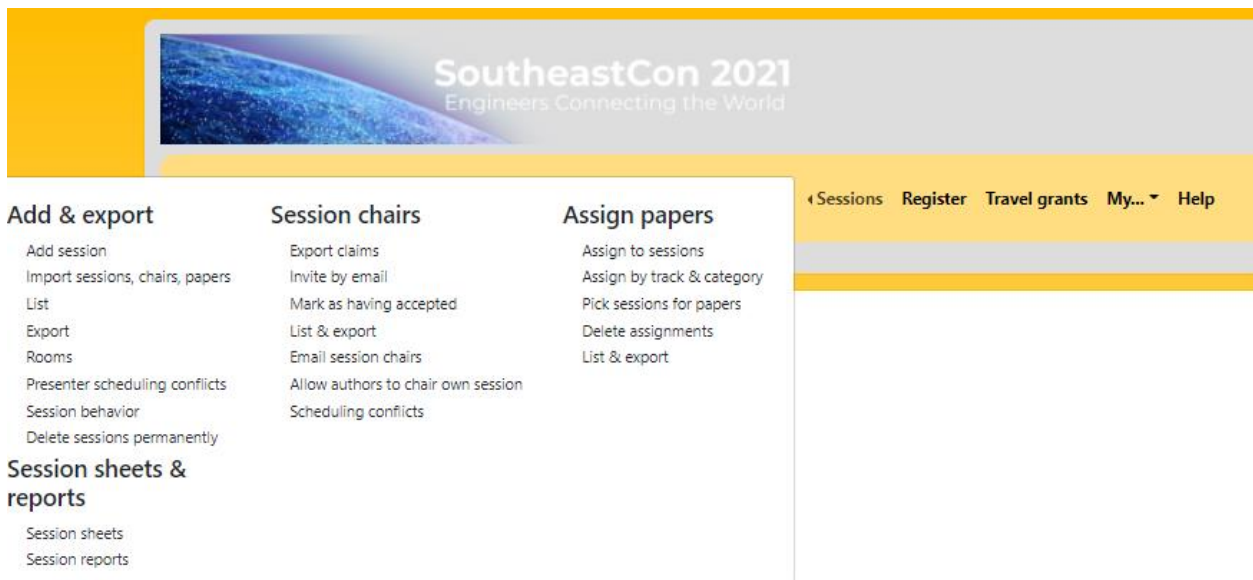 SoutheastCon 2021
Engineers Connecting the World
Sessions Register Travel grants My... Help
Add & export
Add session
Import sessions, chairs, papers
List
Export
Rooms
Presenter scheduling conflicts
Session behavior
Delete sessions permanently
Session sheets &
reports
Session sheets
Session reports
Session chairs
Export claims
Invite by email
Mark as having accepted
List & export
Email session chairs
Allow authors to chair own session
Scheduling conflicts
Assign papers
Assign to sessions
Assign by track & category
Pick sessions for papers
Delete assignments
List & export